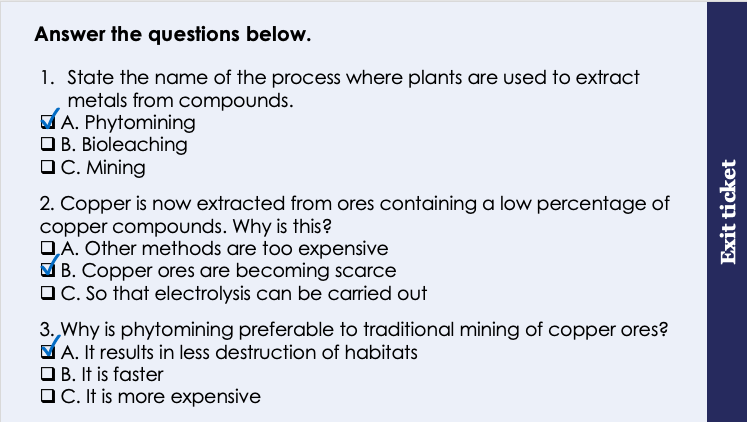 Answer the questions below.
1. State the name of the process where plants are used to extract
metals from compounds.
A. Phytomining
B. Bioleaching
C. Mining
2. Copper is now extracted from ores containing a low percentage of
copper compounds. Why is this?
A. Other methods are too expensive
B. Copper ores are becoming scarce
C. So that electrolysis can be carried out
3. Why is phytomining preferable to traditional mining of copper ores?
A. It results in less destruction of habitats
B. It is faster
C. It is more expensive
Exit ticket